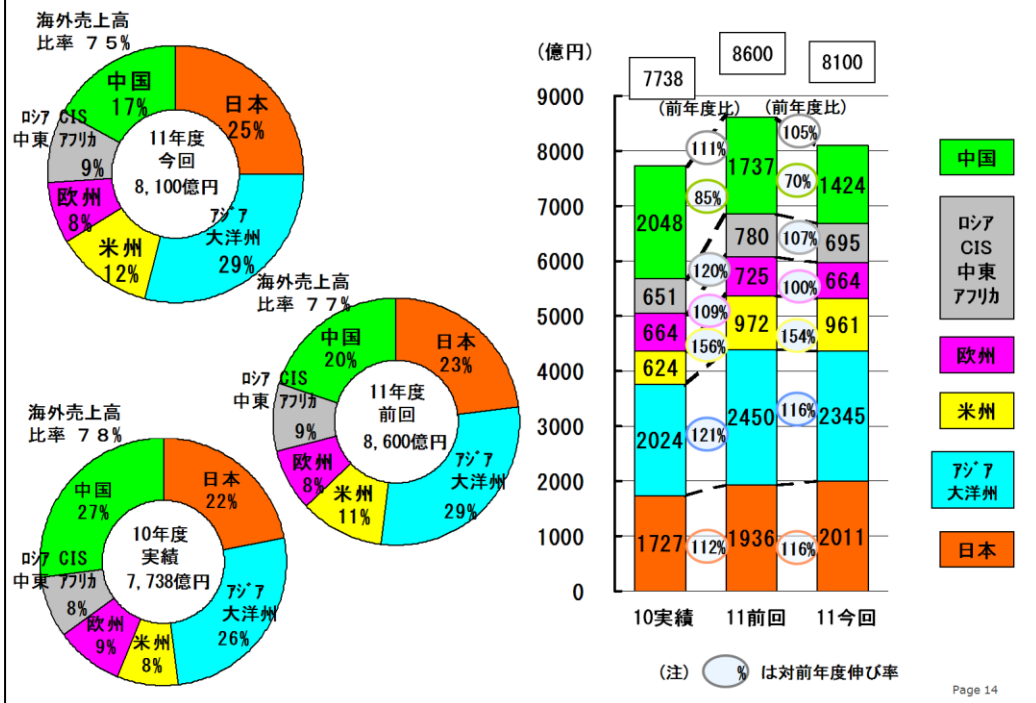 海外売上高
比率 75%
中国
17%
日本
25%
ロシア CIS
中東 アフリカ
9%
11年度
今回
8,100億円
欧州
8%
米州
12%
アジア
大洋州
29%
海外売上高
比率 77%
中国
20%
日本
23%
ロシア CIS
中東 アフリカ
9%
11年度
前回
8,600億円
欧州
8%
米州
11%
アジア
大洋州
29%
海外売上高
比率 78%
中国
27%
日本
22%
ロシア CIS
中東 アフリカ
8%
10年度
実績
7,738億円
欧州
9%
米州
8%
アジア
大洋州
26%
(億円)
7738
8600
8100
(前年度比)
(前年度比)
9000
8000
7000
6000
5000
4000
3000
2000
1000
0
2048
651
664
624
2024
1727
111%
85%
120%
109%
156%
121%
112%
1737
780
725
972
2450
1936
105%
70%
107%
100%
154%
116%
116%
1424
695
664
961
2345
2011
10実績
11前回
11今回
中国
ロシア
CIS
中東
アフリカ
欧州
米州
アジア
大洋州
日本
(注) % は対前年度伸び率
Page 14